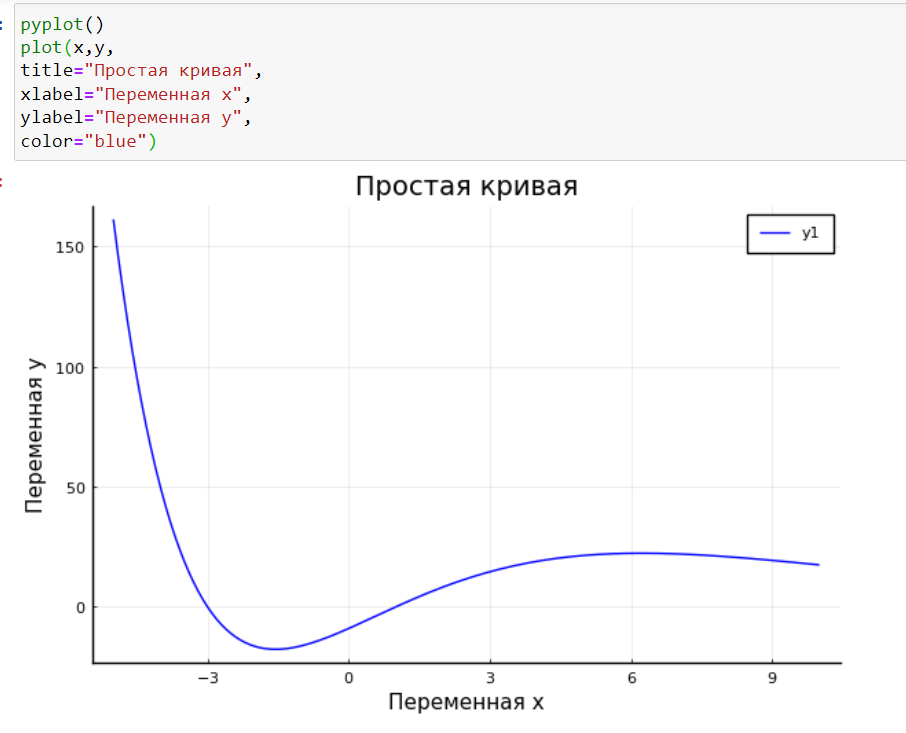 pyplot()
plot(x,y,
title="Простая кривая",
xlabel="Переменная x",
ylabel="Переменная y",
color="blue")
Простая кривая
y1
150
100
50
0
Переменная y
−3
0
3
6
9
Переменная x